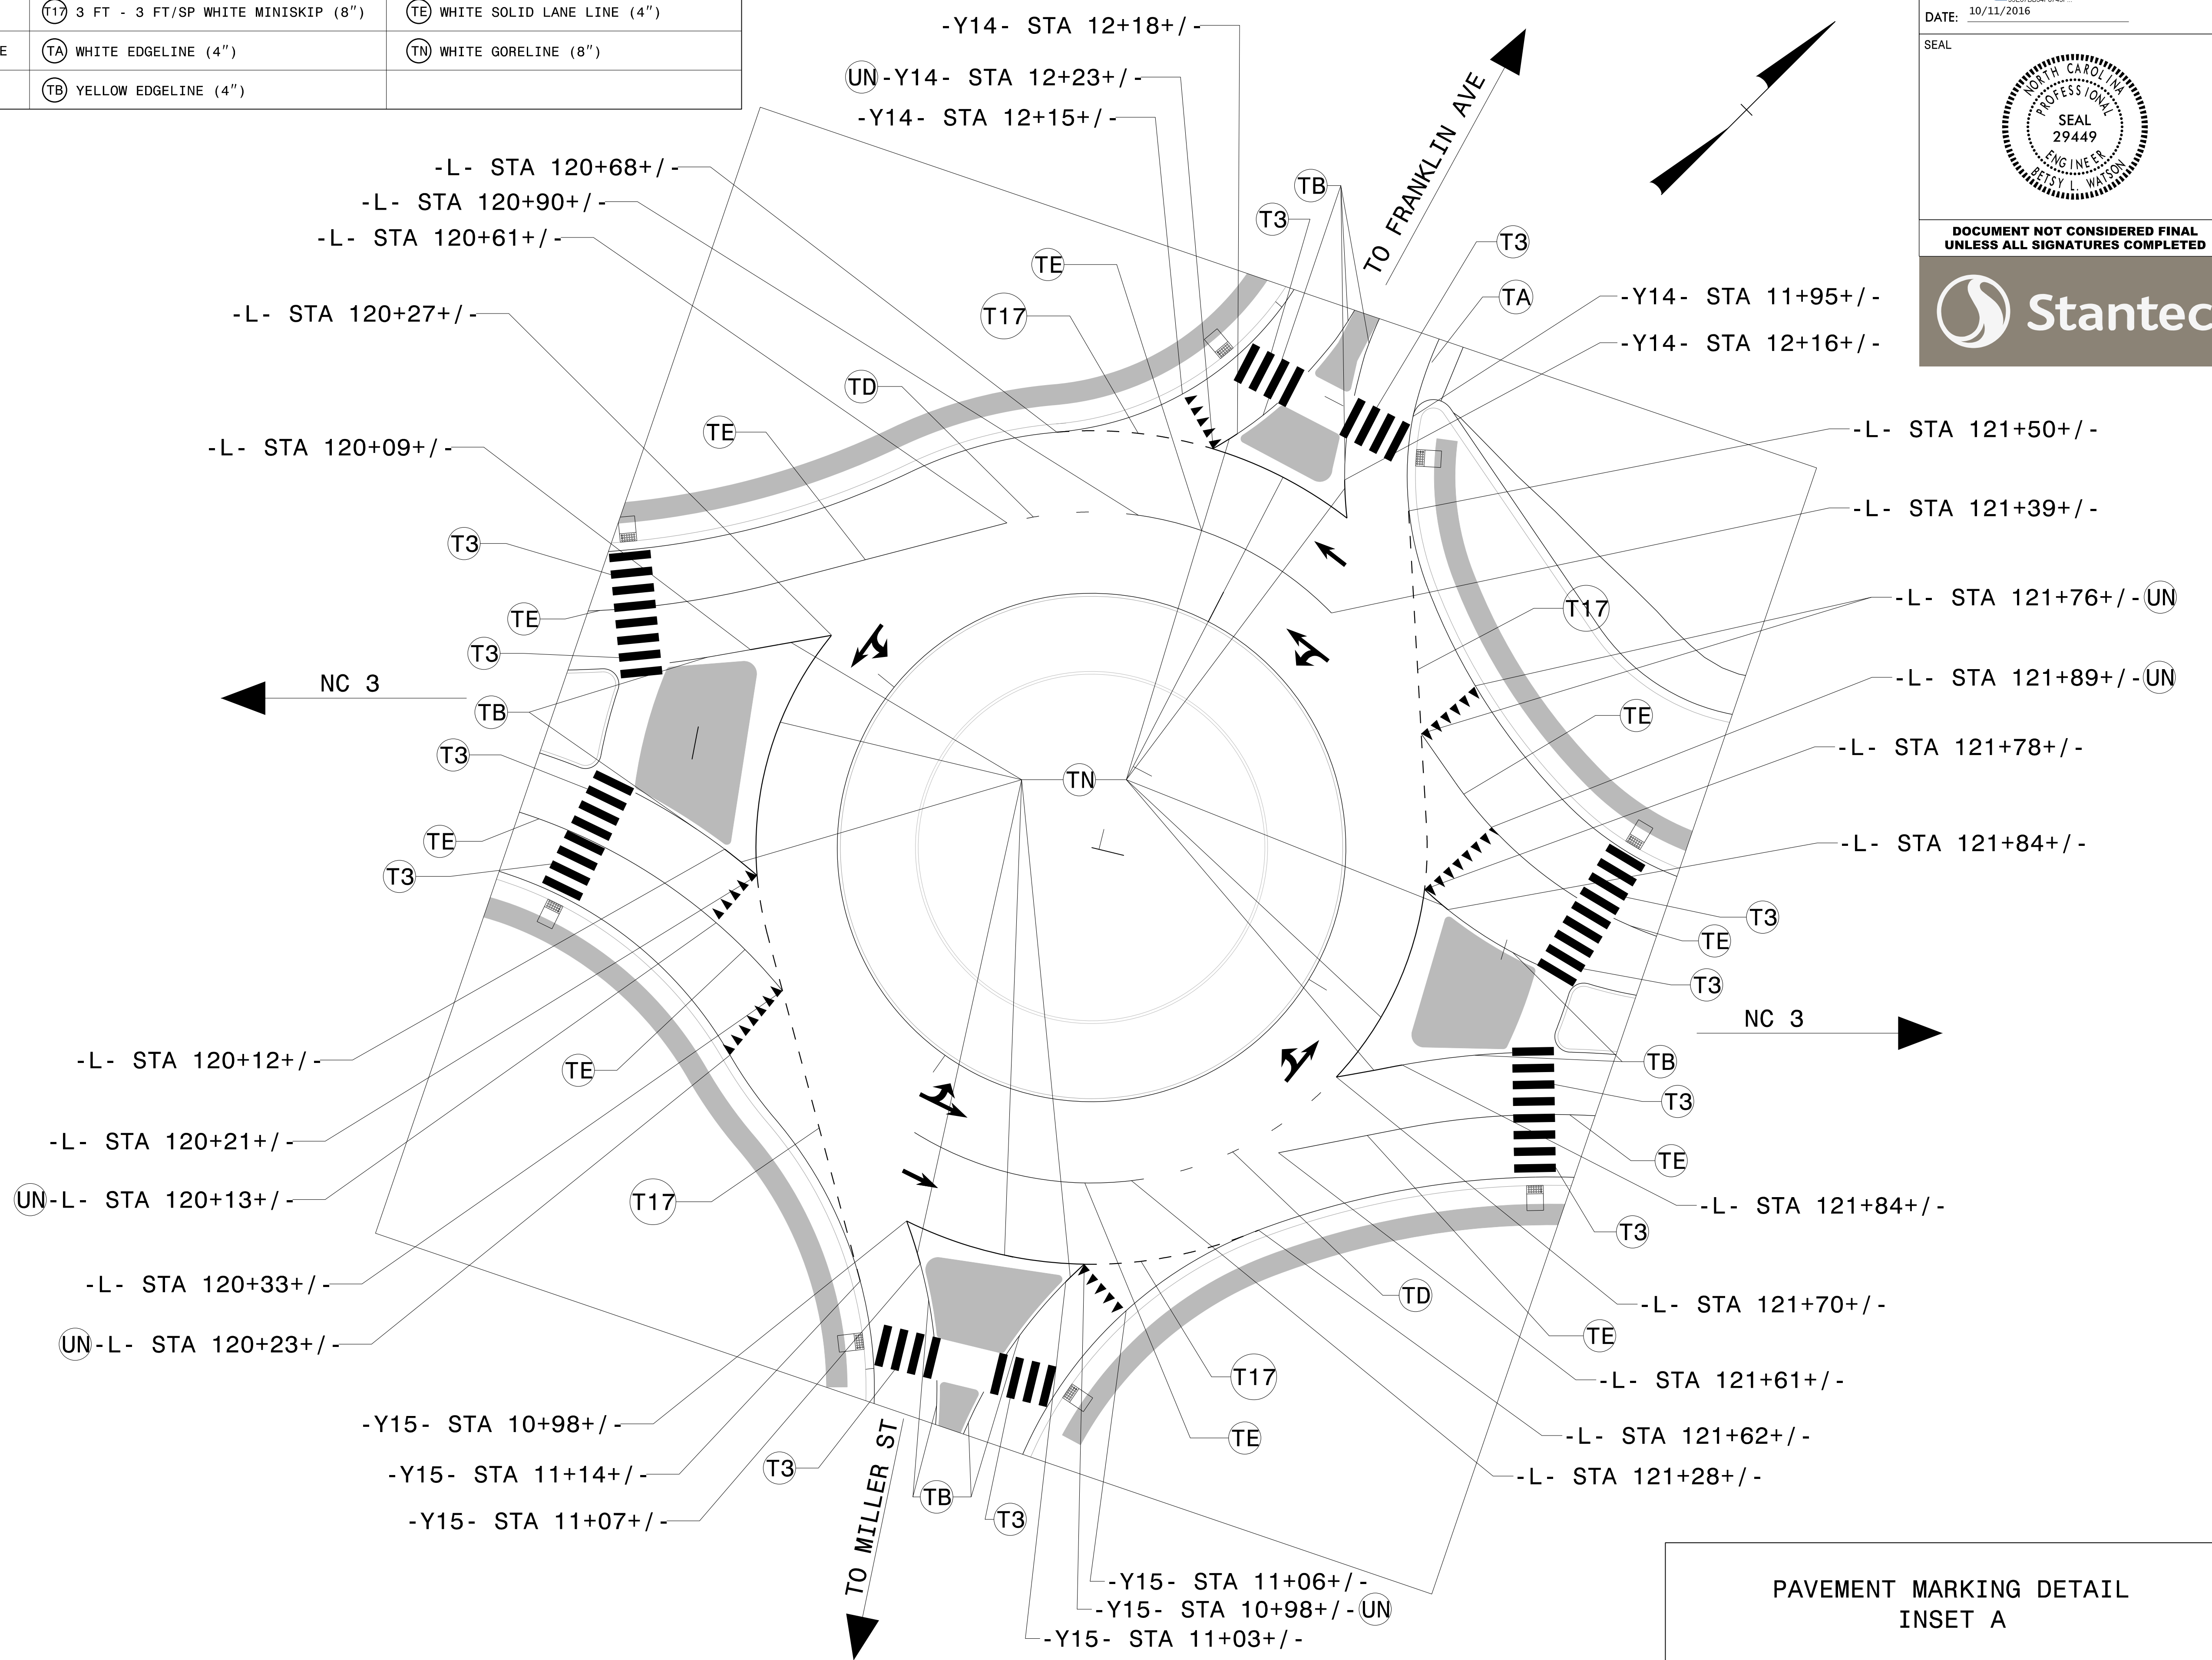 T17 3 FT - 3 FT/SP WHITE MINISKIP (8")
TE WHITE SOLID LANE LINE (4")
E
TA WHITE EDGELINE (4")
TN WHITE GORELINE (8")
TB YELLOW EDGELINE (4")
DATE: 10/11/2016
SEAL
NORTH CAROLINA
PROFESSIONAL
SEAL
29449
ENGINEER
BETSY L. WATSON
DOCUMENT NOT CONSIDERED FINAL
UNLESS ALL SIGNATURES COMPLETED
Stantec
-Y14- STA 12+18+/-
UN -Y14- STA 12+23+/-
-Y14- STA 12+15+/-
TO FRANKLIN AVE
-L- STA 120+68+/-
-L- STA 120+90+/-
-L- STA 120+61+/-
-L- STA 120+27+/-
-L- STA 120+09+/-
TB
T3
T3
TE
TA
T17
TD
TE
-Y14- STA 11+95+/-
-Y14- STA 12+16+/-
-L- STA 121+50+/-
-L- STA 121+39+/-
T3
-L- STA 121+76+/- UN
T17
TE
T3
-L- STA 121+89+/- UN
NC 3
TB
TE
-L- STA 121+78+/-
T3
TN
TE
-L- STA 121+84+/-
T3
T3
TE
T3
NC 3
-L- STA 120+12+/-
TE
TB
T3
-L- STA 120+21+/-
TE
UN -L- STA 120+13+/-
T17
-L- STA 121+84+/-
T3
-L- STA 120+33+/-
TD
-L- STA 121+70+/-
UN -L- STA 120+23+/-
TE
T17
-L- STA 121+61+/-
-Y15- STA 10+98+/-
TE
-L- STA 121+62+/-
-Y15- STA 11+14+/-
T3
-L- STA 121+28+/-
TB
-Y15- STA 11+07+/-
T3
TO MILLER ST
-Y15- STA 11+06+/-
-Y15- STA 10+98+/- UN
-Y15- STA 11+03+/-
PAVEMENT MARKING DETAIL
INSET A